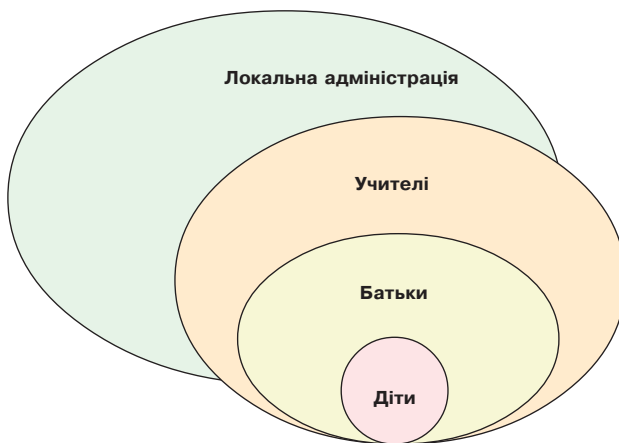 Локальна адміністрація
Учителі
Батьки
Діти